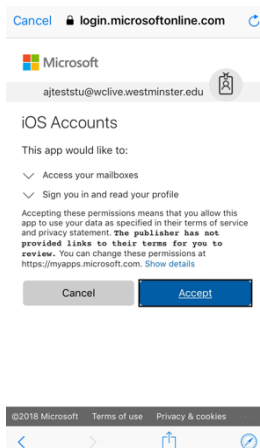 Cancel login.microsoftonline.com
Microsoft
ajteststu@wclive.westminster.edu
iOS Accounts
This app would like to:
Access your mailboxes
Sign you in and read your profile
Accepting these permissions means that you allow this
app to use your data as specified in their terms of service
and privacy statement. The publisher has not
provided links to their terms for you to
review. You can change these permissions at
https://myapps.microsoft.com. Show details
Cancel Accept
©2018 Microsoft Terms of use Privacy & cookies